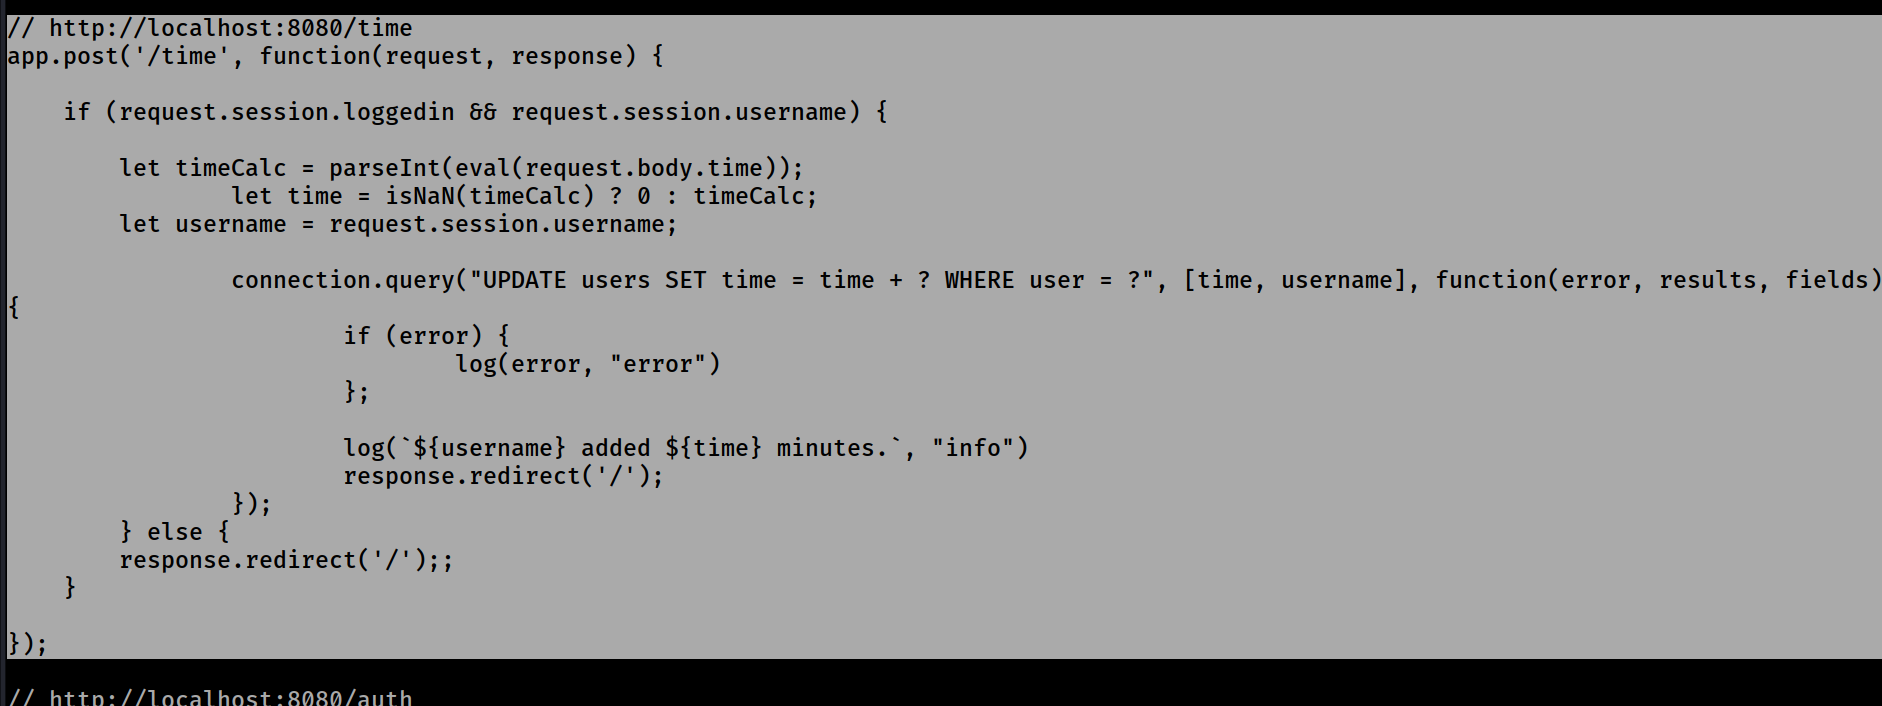 // http://localhost:8080/time
app.post('/time', function(request, response) {
    if (request.session.loggedin && request.session.username) {
        let timeCalc = parseInt(eval(request.body.time));
                let time = isNaN(timeCalc) ? 0 : timeCalc;
        let username = request.session.username;
                connection.query("UPDATE users SET time = time + ? WHERE user = ?", [time, username], function(error, results, fields)
{
                        if (error) {
                                log(error, "error")
                        };
                        log(`${username} added ${time} minutes.`, "info")
                        response.redirect('/');
                });
        } else {
        response.redirect('/');;
    }
});
// http://localhost:8080/auth